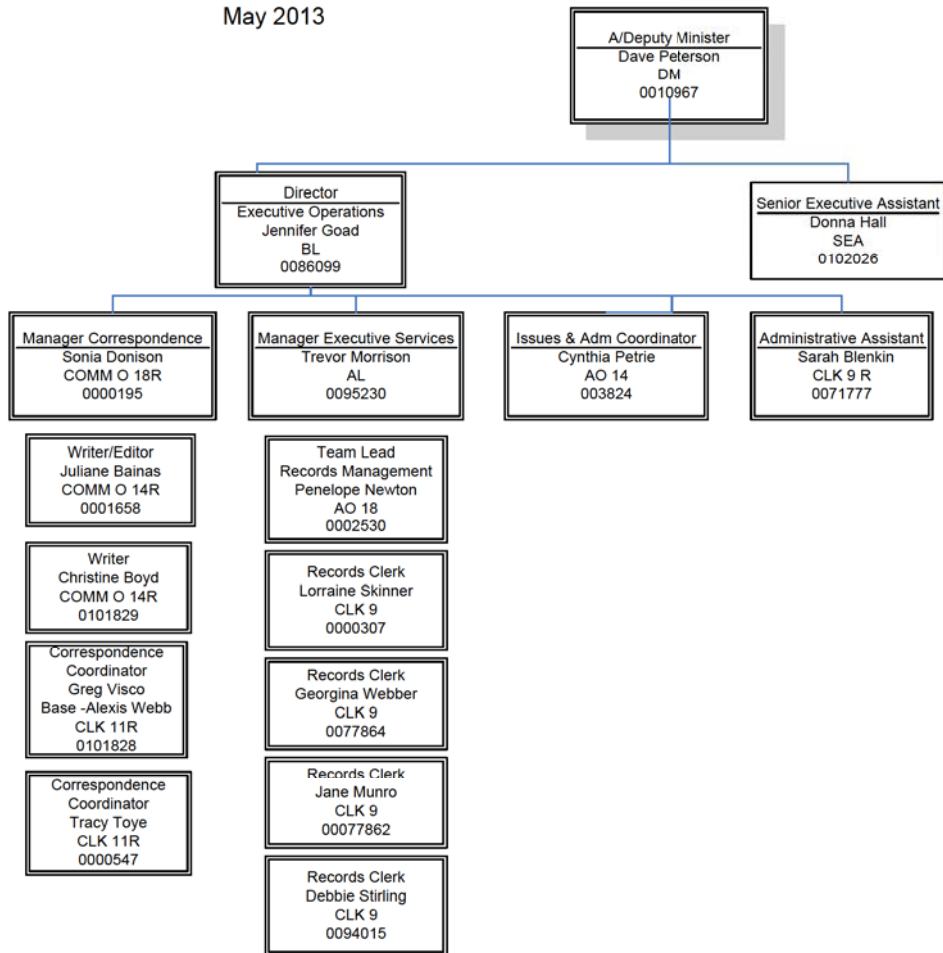 May 2013
A/Deputy Minister
Dave Peterson
DM
0010967
Director
Executive Operations
Jennifer Goad
BL
0086099
Senior Executive Assistant
Donna Hall
SEA
0102026
Manager Correspondence
Sonia Donison
COMM O 18R
0000195
Manager Executive Services
Trevor Morrison
AL
0095230
Issues & Adm Coordinator
Cynthia Petrie
AO 14
003824
Administrative Assistant
Sarah Blenkin
CLK 9 R
0071777
Writer/Editor
Juliane Bainas
COMM O 14R
0001658
Writer
Christine Boyd
COMM O 14R
0101829
Correspondence
Coordinator
Greg Visco
Base -Alexis Webb
CLK 11R
0101828
Correspondence
Coordinator
Tracy Toye
CLK 11R
0000547
Team Lead
Records Management
Penelope Newton
AO 18
0002530
Records Clerk
Lorraine Skinner
CLK 9
0000307
Records Clerk
Georgina Webber
CLK 9
0077864
Records Clerk
Jane Munro
CLK 9
00077862
Records Clerk
Debbie Stirling
CLK 9
0094015